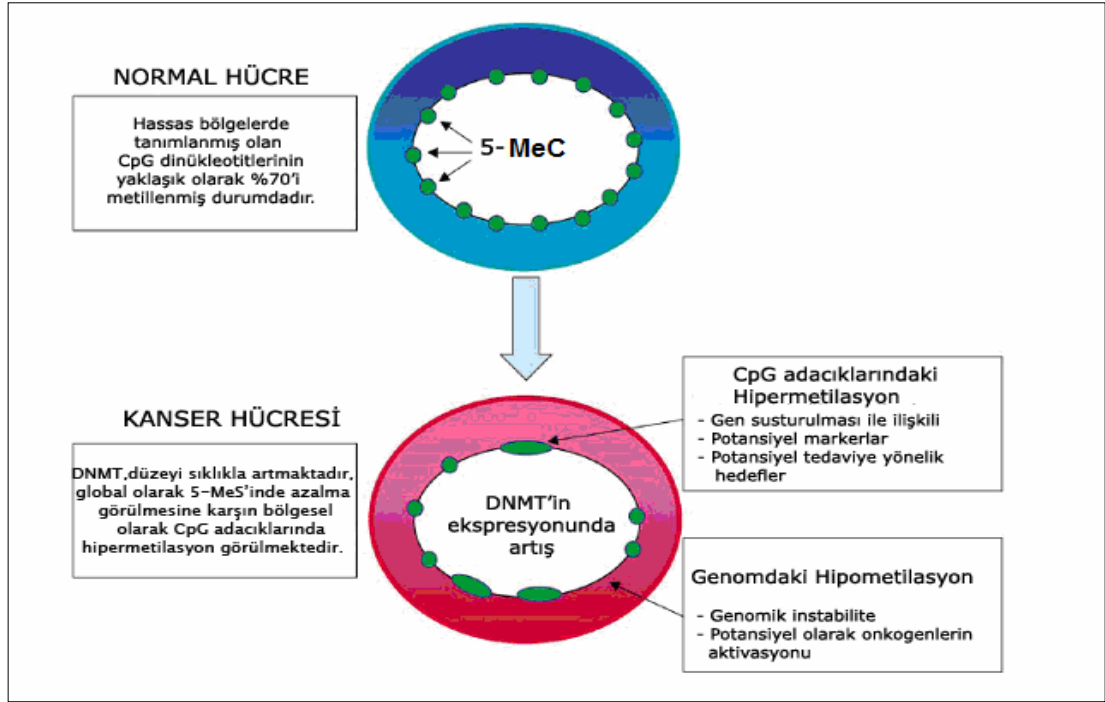 NORMAL HÜCRE
Hassas bölgelerde
tanımlanmış olan
CpG dinükleotitlerinin
yaklaşık olarak %70'i
metillenmiş durumdadır.
5-MeC
KANSER HÜCRESİ
DNMT,düzeyi sıklıkla artmaktadır,
global olarak 5-MeS'inde azalma
görülmesine karşın bölgesel
olarak CpG adacıklarında
hipermetilasyon görülmektedir.
DNMT'in
ekspresyonunda
artış
CpG adacıklarındaki
Hipermetilasyon
- Gen susturulması ile ilişkili
- Potansiyel markerlar
- Potansiyel tedaviye yönelik
hedefler
Genomdaki Hipometilasyon
- Genomik instabilite
- Potansiyel olarak onkogenlerin
aktivasyonu